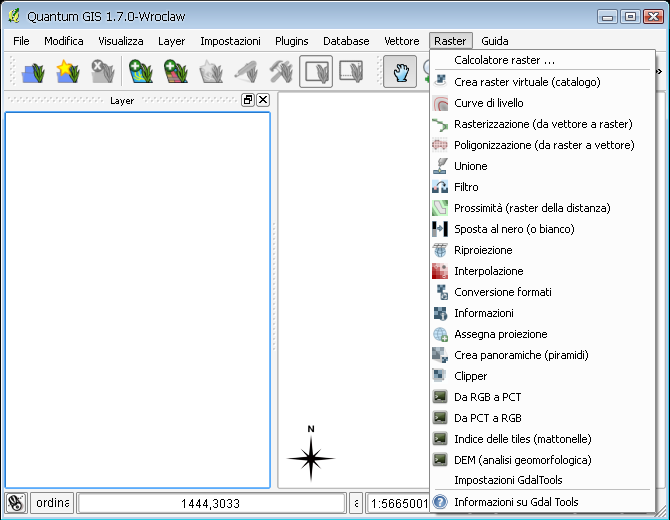 Quantum GIS 1.7.0-Wroclaw
File Modifica Visualizza Layer Impostazioni Plugins Database Vettore Raster Guida
Calcolatore raster ...
Crea raster virtuale (catalogo)
Curve di livello
Rasterizzazione (da vettore a raster)
Poligonizzazione (da raster a vettore)
Unione
Filtro
Prossimità (raster della distanza)
Sposta al nero (o bianco)
Riproiezione
Interpolazione
Conversione formati
Informazioni
Assegna proiezione
Crea panoramiche (piramidi)
Clipper
Da RGB a PCT
Da PCT a RGB
Indice delle tiles (mattonelle)
DEM (analisi geomorfologica)
Impostazioni GdalTools
Informazioni su Gdal Tools
Layer
N
ordina 1444,3033 a 1:5665001